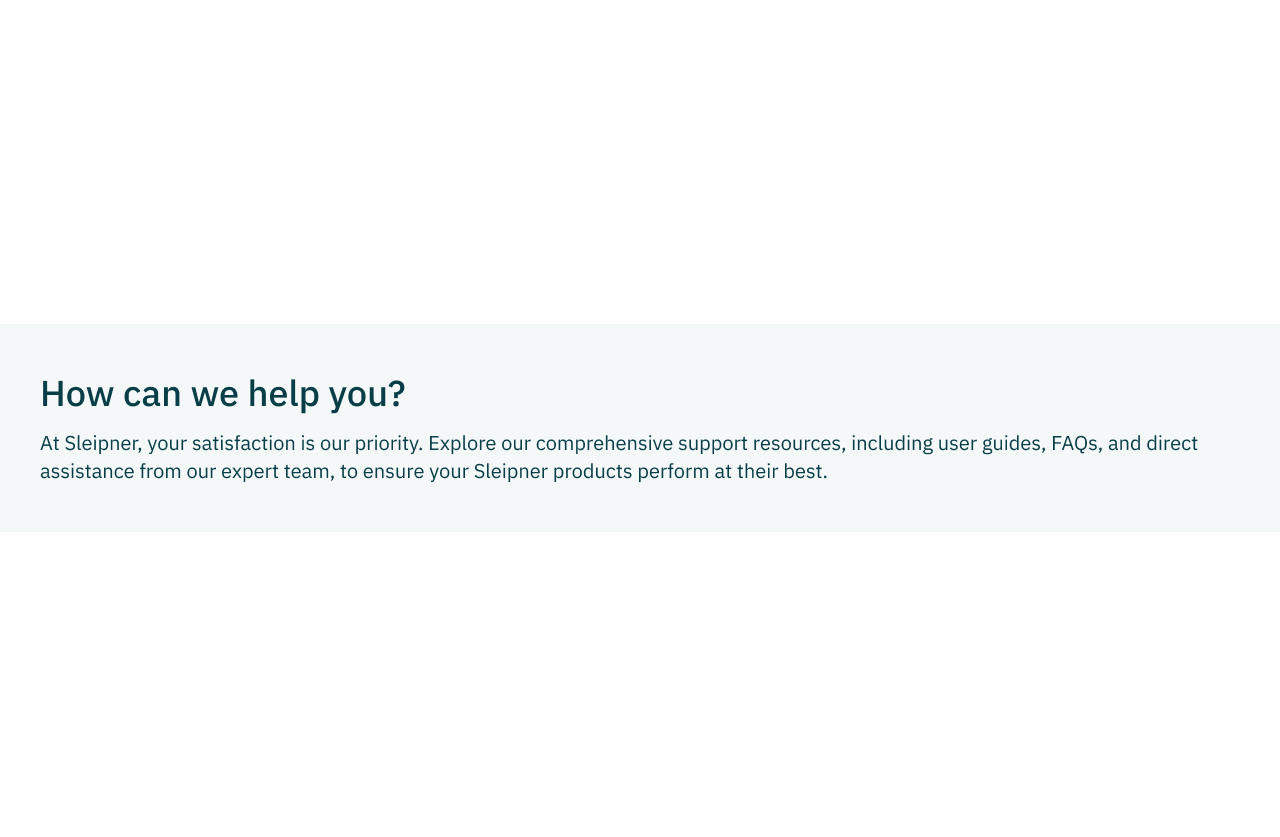 How can we help you?
At Sleipner, your satisfaction is our priority. Explore our comprehensive support resources, including user guides, FAQs, and direct
assistance from our expert team, to ensure your Sleipner products perform at their best.